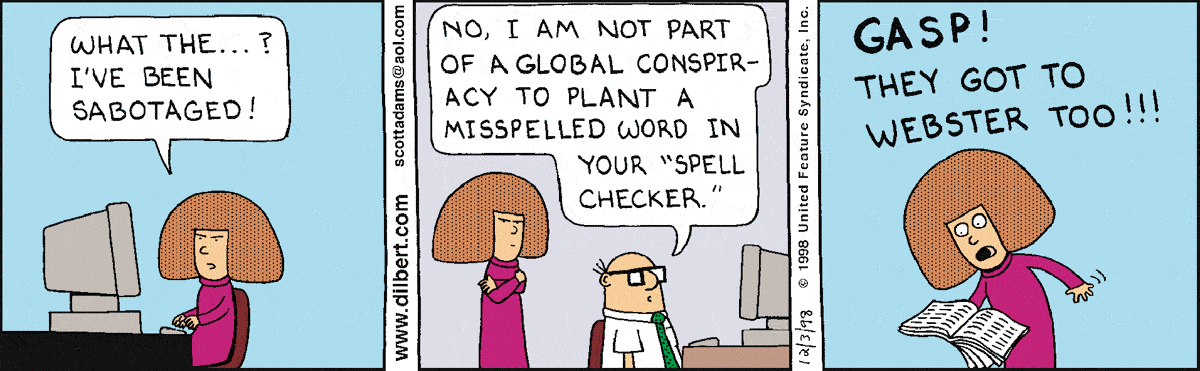 WHAT THE...?
I'VE BEEN
SABOTAGED!
www.dilbert.com scottadams@aol.com
NO, I AM NOT PART
OF A GLOBAL CONSPIR-
ACY TO PLANT A
MISSPELLED WORD IN
YOUR "SPELL
CHECKER."
12/3/98 © 1998 United Feature Syndicate, Inc.
GASP!
THEY GOT TO
WEBSTER TOO!!!